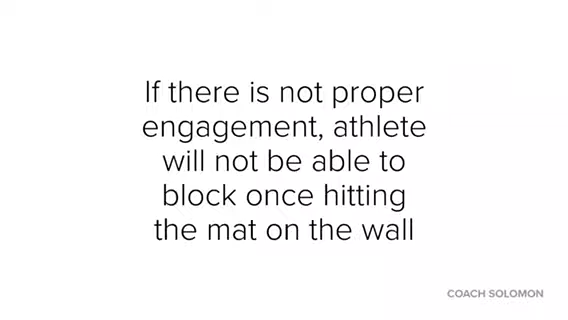 If there is not proper
engagement, athlete
will not be able to
block once hitting
the mat on the wall
COACH SOLOMON